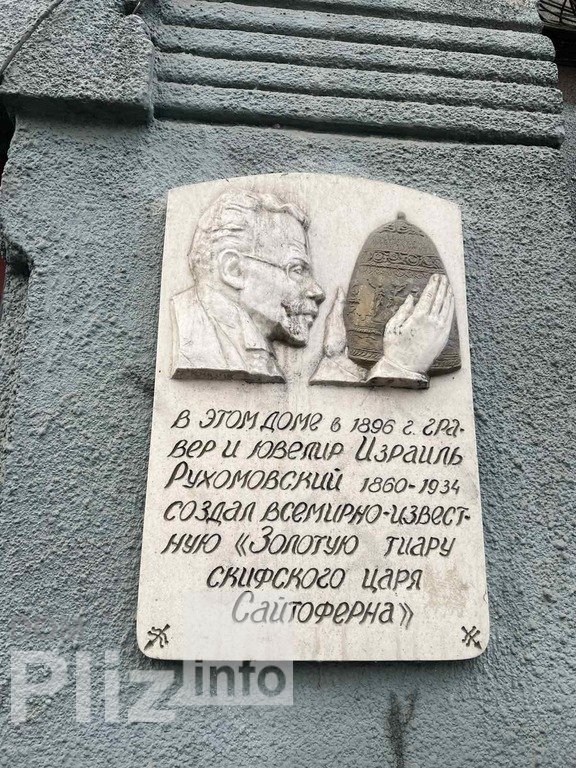 В ЭТОМ ДОМЕ в 1896 г. ГРА-
ВЕР И ЮВЕЛИР ИЗРАИЛЬ
РУХОМОВСКИЙ 1860-1934
СОЗДАЛ ВСЕМИРНО-ИЗВЕСТ-
НУЮ «ЗОЛОТУЮ ТИАРУ
СКИФСКОГО ЦАРЯ
САЙТОФЕРНА»
Pliz info